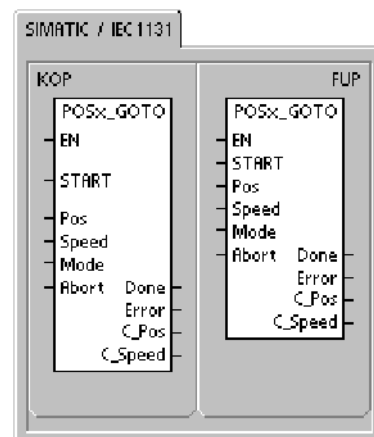 SIMATIC / IEC 1131
KOP
POSx_GOTO
EN
START
Pos
Speed
Mode
Abort Done
Error
C_Pos
C_Speed
FUP
POSx_GOTO
EN
START
Pos
Speed
Mode
Abort Done
Error
C_Pos
C_Speed